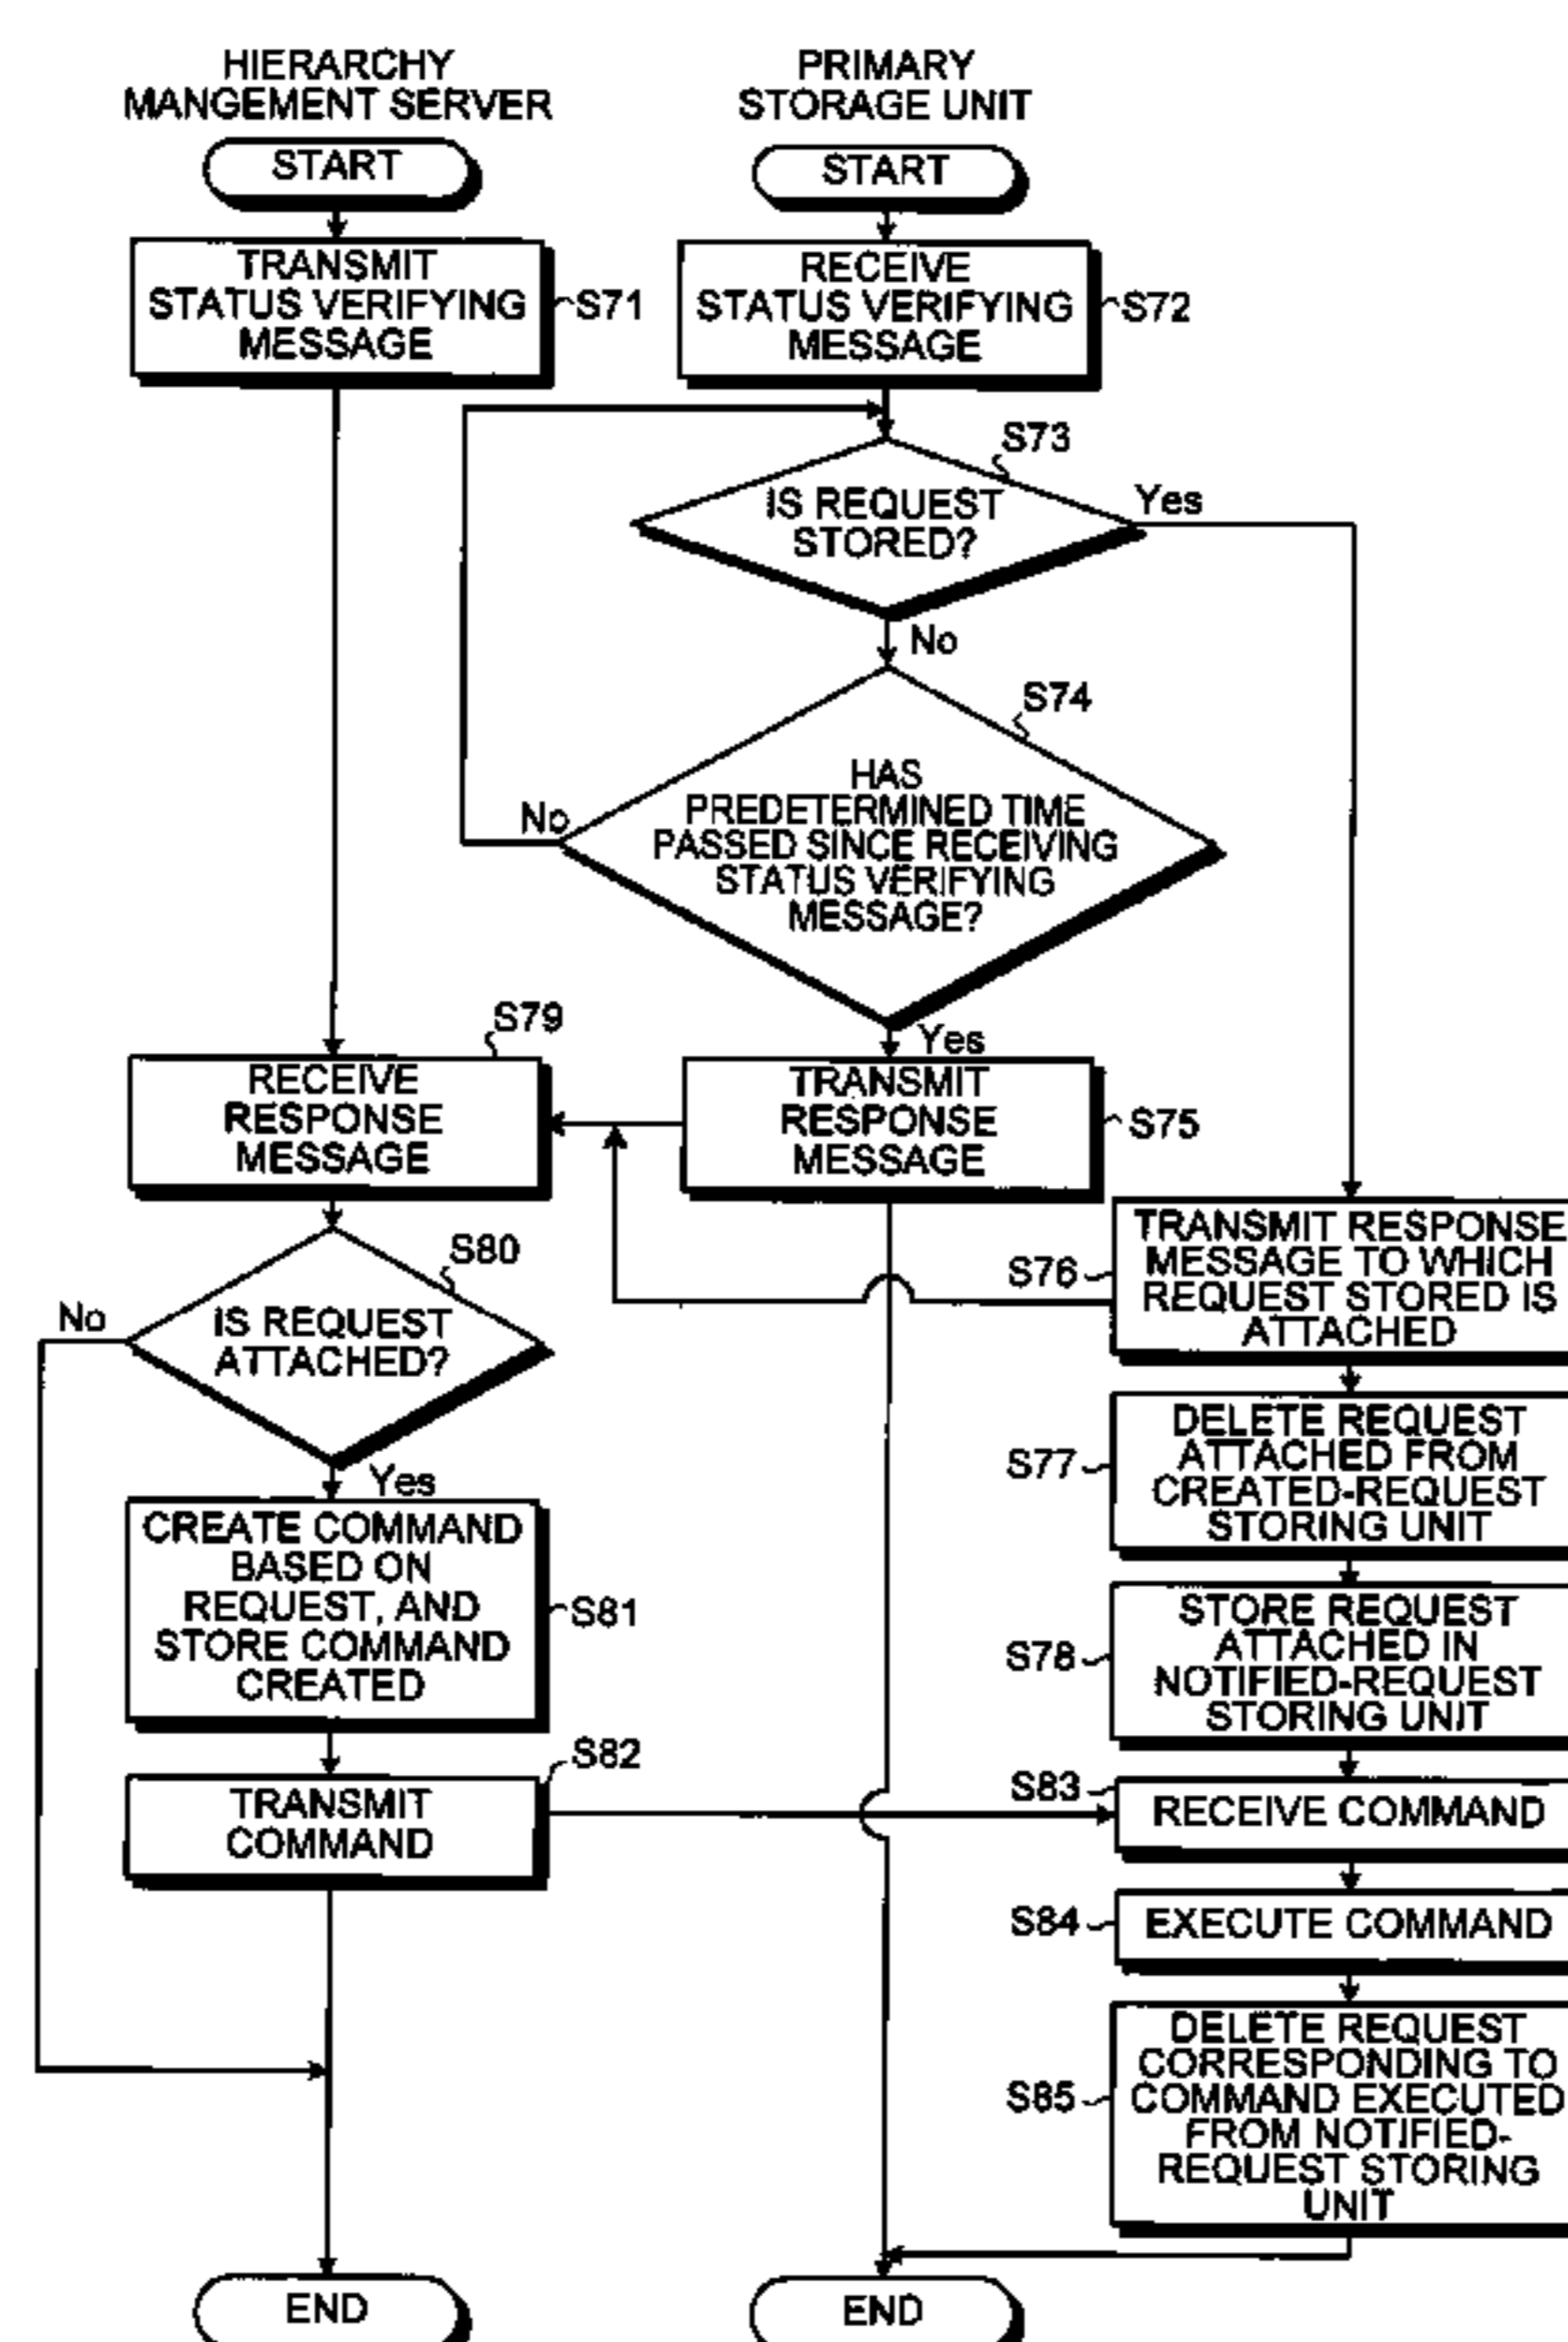 HIERARCHY
MANGEMENT SERVER
PRIMARY
STORAGE UNIT
START
START
TRANSMIT
STATUS VERIFYING
MESSAGE
S71
RECEIVE
STATUS VERIFYING
MESSAGE
S72
S73
IS REQUEST
STORED?
Yes
No
S74
HAS
PREDETERMINED TIME
PASSED SINCE RECEIVING
STATUS VERIFYING
MESSAGE?
No
Yes
S79
RECEIVE
RESPONSE
MESSAGE
TRANSMIT
RESPONSE
MESSAGE
S75
S76
TRANSMIT RESPONSE
MESSAGE TO WHICH
REQUEST STORED IS
ATTACHED
S80
IS REQUEST
ATTACHED?
No
Yes
S77
DELETE REQUEST
ATTACHED FROM
CREATED-REQUEST
STORING UNIT
CREATE COMMAND
BASED ON
REQUEST, AND
STORE COMMAND
CREATED
S81
S78
STORE REQUEST
ATTACHED IN
NOTIFIED-REQUEST
STORING UNIT
S82
TRANSMIT
COMMAND
S83
RECEIVE COMMAND
S84
EXECUTE COMMAND
S85
DELETE REQUEST
CORRESPONDING TO
COMMAND EXECUTED
FROM NOTIFIED-
REQUEST STORING
UNIT
END
END